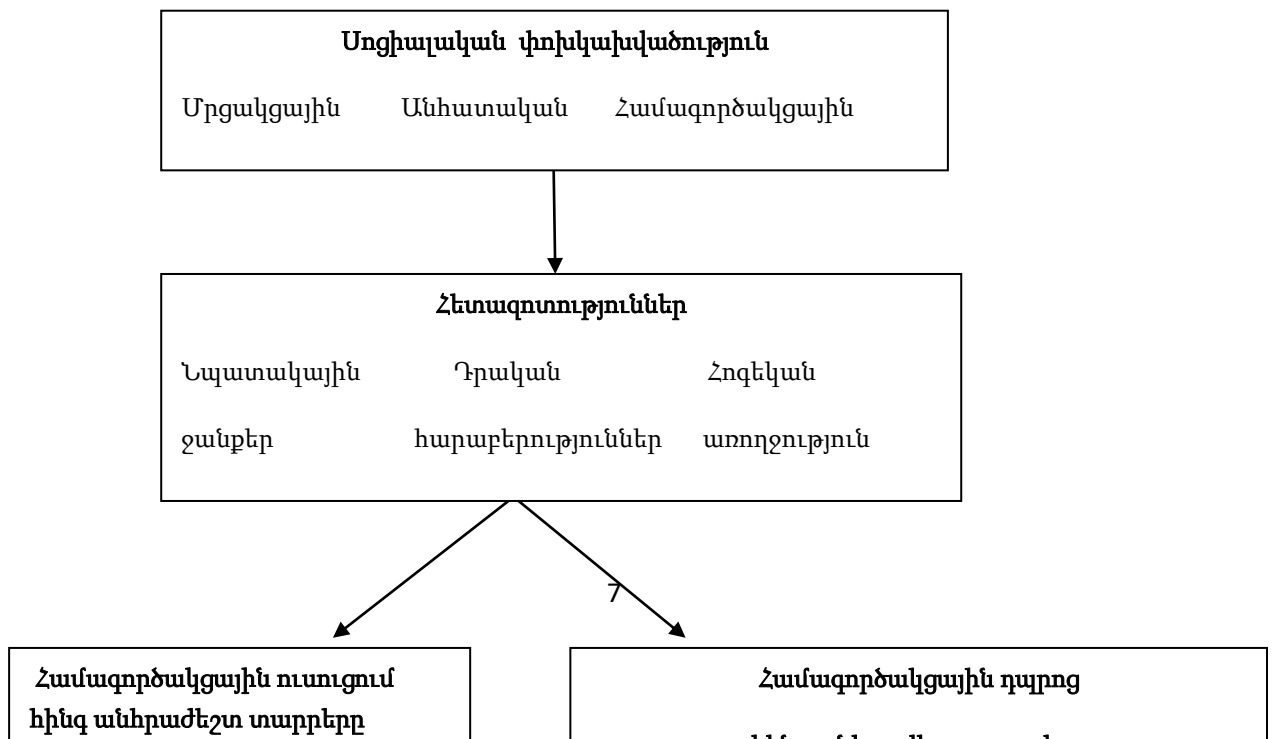 Սոցիալական փոխկախվածություն
Մրցակցային Անհատական Համագործակցային
Հետազոտություններ
Նպատակային Դրական Հոգեկան
ջանքեր հարաբերություններ առողջություն
7
Համագործակցային ուսուցում
հինգ անհրաժեշտ տարրերը
Համագործակցային դպրոց